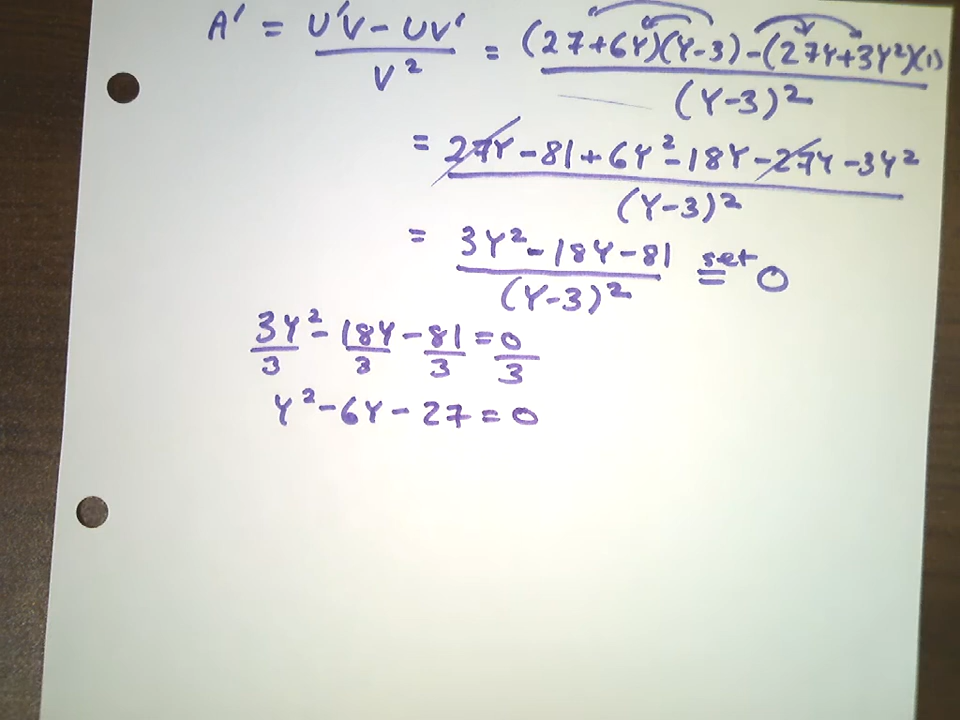 A' = U'V - UV' / V² = (27+6Y)(Y-3) - (27Y+3Y²)(1) / (Y-3)²
= 27Y - 81 + 6Y² - 18Y - 27Y - 3Y² / (Y-3)²
= 3Y² - 18Y - 81 / (Y-3)² set = 0
3Y²/3 - 18Y/3 - 81/3 = 0/3
Y² - 6Y - 27 = 0